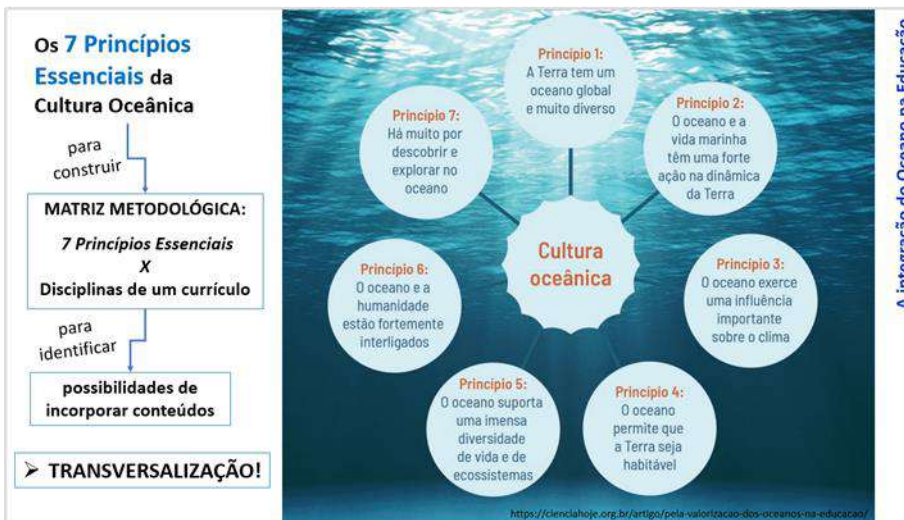 Os 7 Princípios
Essenciais da
Cultura Oceânica
para
construir
MATRIZ METODOLÓGICA:
7 Princípios Essenciais
X
Disciplinas de um currículo
para
identificar
possibilidades de
incorporar conteúdos
➢ TRANSVERSALIZAÇÃO!
Princípio 1:
A Terra tem um
oceano global
e muito diverso
Princípio 2:
O oceano e a
vida marinha
têm uma forte
ação na dinâmica
da Terra
Princípio 3:
O oceano exerce
uma influência
importante
sobre o clima
Princípio 4:
O oceano
permite que
a Terra seja
habitável
Princípio 5:
O oceano suporta
uma imensa
diversidade
de vida e de
ecossistemas
Princípio 6:
O oceano e a
humanidade
estão fortemente
interligados
Princípio 7:
Há muito por
descobrir e
explorar no
oceano
Cultura
oceânica
https://cienciahoje.org.br/artigo/pela-valorizacao-dos-oceanos-na-educacao/
A integração do Oceano na Educação